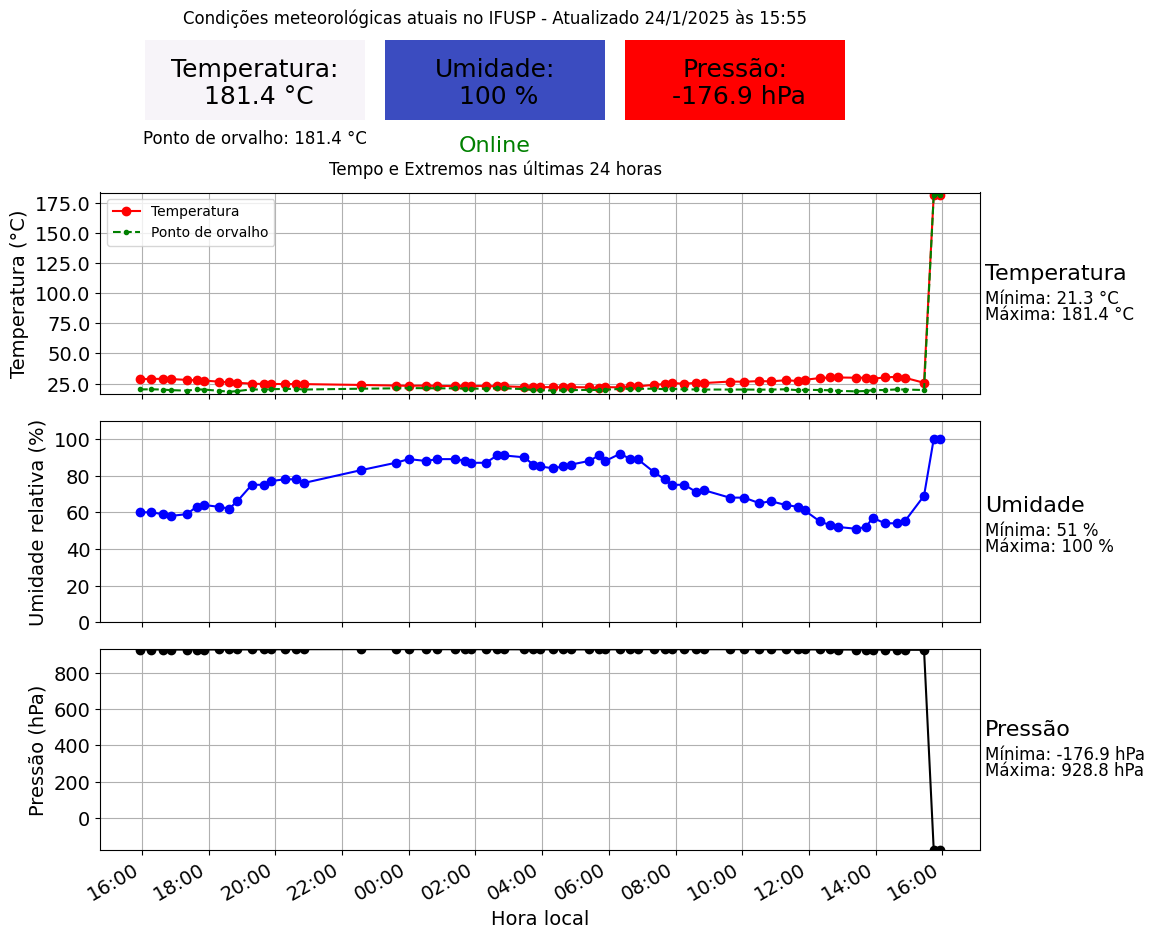 Condições meteorológicas atuais no IFUSP - Atualizado 24/1/2025 às 15:55
Temperatura:
181.4 °C
Umidade:
100 %
Pressão:
-176.9 hPa
Ponto de orvalho: 181.4 °C
Online
Tempo e Extremos nas últimas 24 horas
Temperatura (°C)
175.0
150.0
125.0
100.0
75.0
50.0
25.0
Temperatura
Ponto de orvalho
Temperatura
Mínima: 21.3 °C
Máxima: 181.4 °C
Umidade relativa (%)
100
80
60
40
20
0
Umidade
Mínima: 51 %
Máxima: 100 %
Pressão (hPa)
800
600
400
200
0
Pressão
Mínima: -176.9 hPa
Máxima: 928.8 hPa
16:00 18:00 20:00 22:00 00:00 02:00 04:00 06:00 08:00 10:00 12:00 14:00 16:00
Hora local